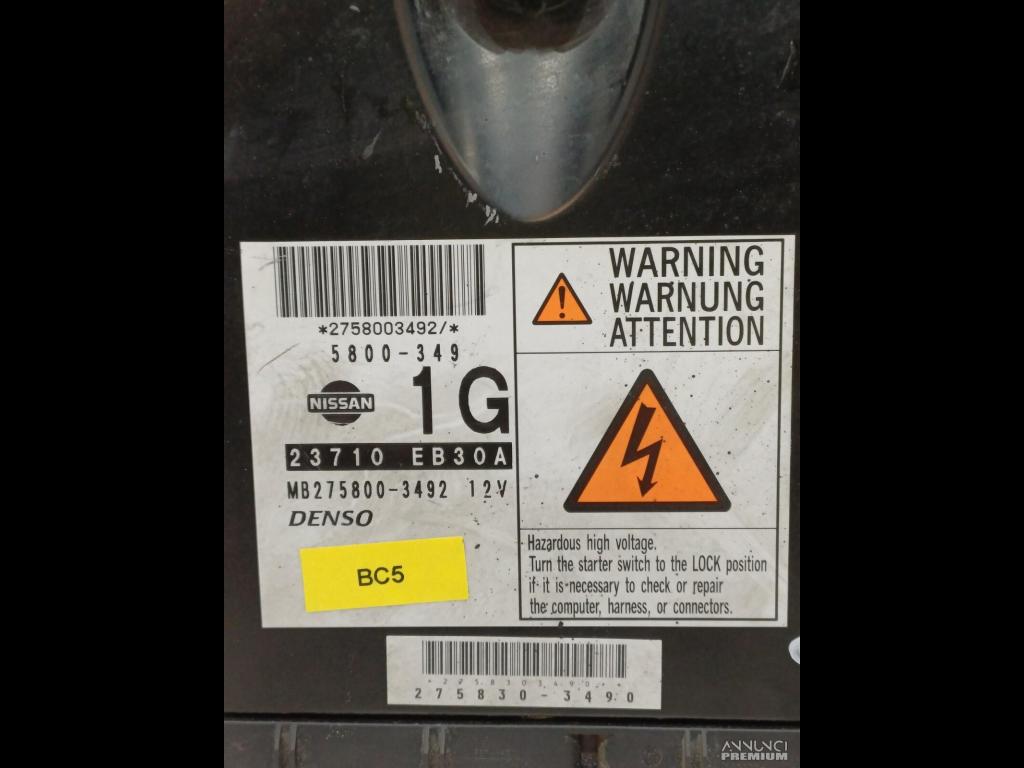 *2758003492/*
5800-349
NISSAN
1G
23710 EB30A
MB275800-3492 12V
DENSO
BC5
WARNING
WARNUNG
ATTENTION
Hazardous high voltage.
Turn the starter switch to the LOCK position
if it is necessary to check or repair
the computer, harness, or connectors.
275830-3490
ANNUNCI
PREMIUM